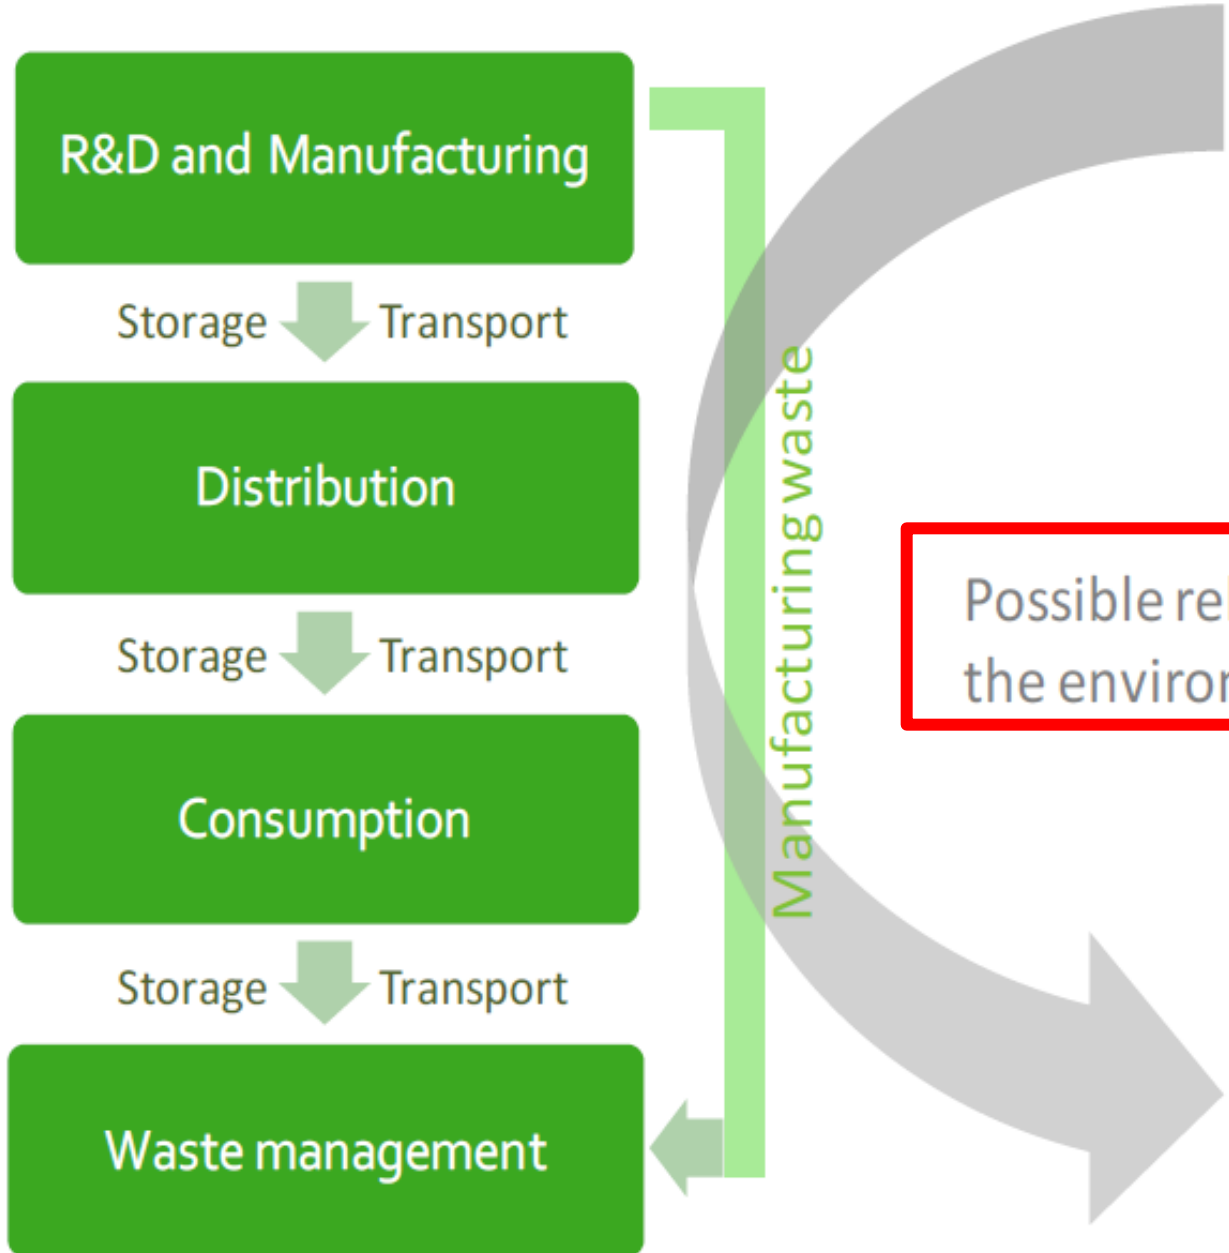 R&D and Manufacturing
Storage Transport
Distribution
Storage Transport
Consumption
Storage Transport
Waste management
Manufacturing waste
Possible
the